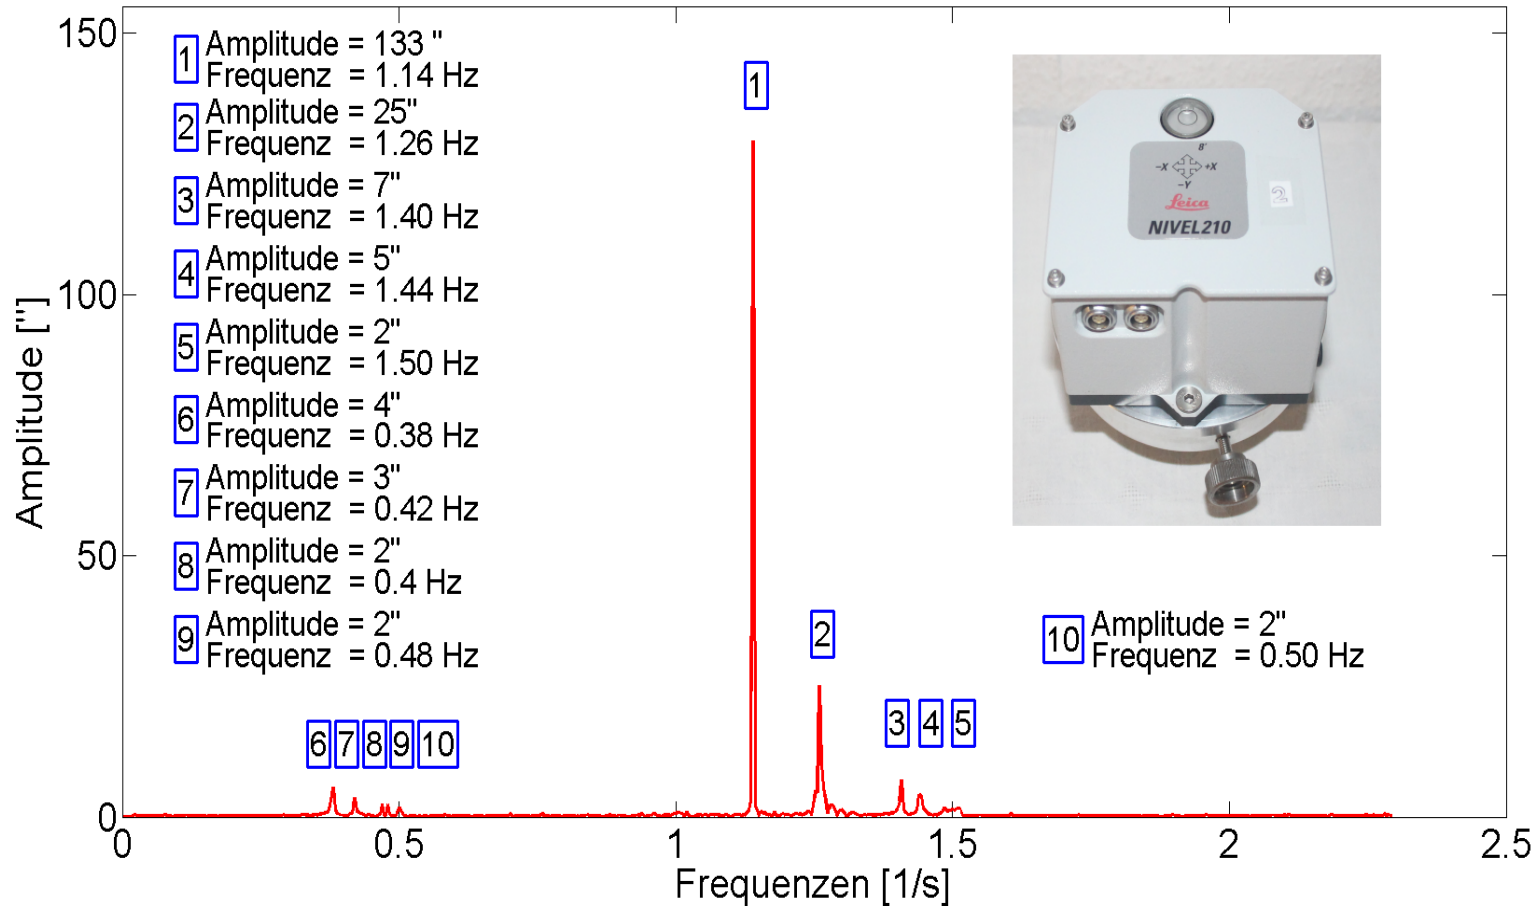 1 Amplitude = 133 "
Frequenz = 1.14 Hz
2 Amplitude = 25"
Frequenz = 1.26 Hz
3 Amplitude = 7"
Frequenz = 1.40 Hz
4 Amplitude = 5"
Frequenz = 1.44 Hz
5 Amplitude = 2"
Frequenz = 1.50 Hz
6 Amplitude = 4"
Frequenz = 0.38 Hz
7 Amplitude = 3"
Frequenz = 0.42 Hz
8 Amplitude = 2"
Frequenz = 0.4 Hz
9 Amplitude = 2"
Frequenz = 0.48 Hz
10 Amplitude = 2"
Frequenz = 0.50 Hz
1
2
3 4 5
6 7 8 9 10
8'
-X +X
-Y
Leica
NIVEL210
2
Amplitude ["]
150
100
50
0
0 0.5 1 1.5 2 2.5
Frequenzen [1/s]